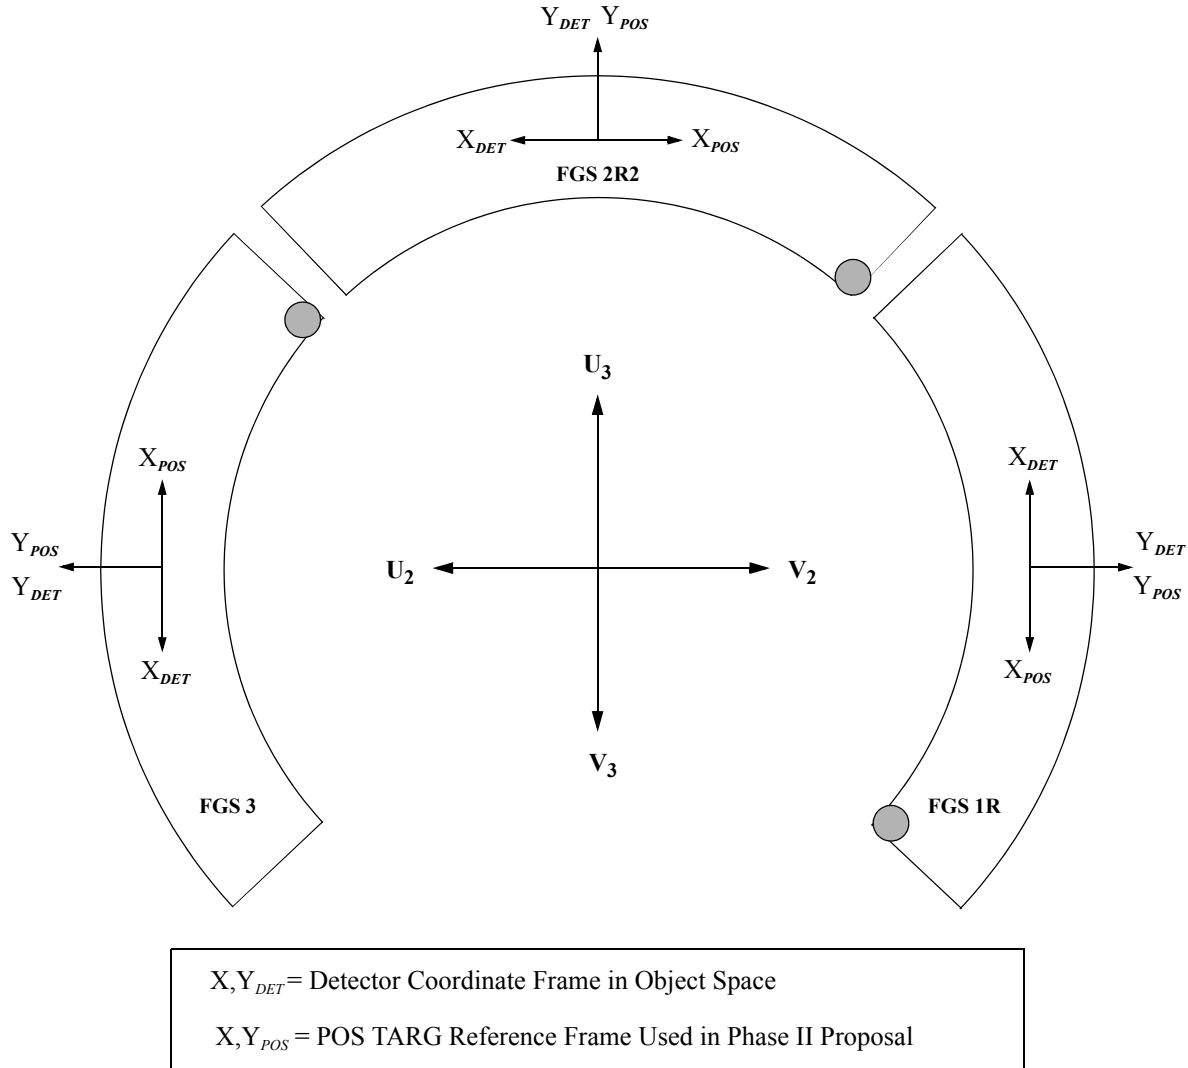 Y_DET Y_POS
X_DET X_POS
FGS 2R2
U_3
X_POS X_DET
Y_POS Y_DET
U_2 V_2
Y_DET Y_POS
X_DET X_POS
V_3
FGS 3 FGS 1R
X,Y_DET = Detector Coordinate Frame in Object Space
X,Y_POS = POS TARG Reference Frame Used in Phase II Proposal